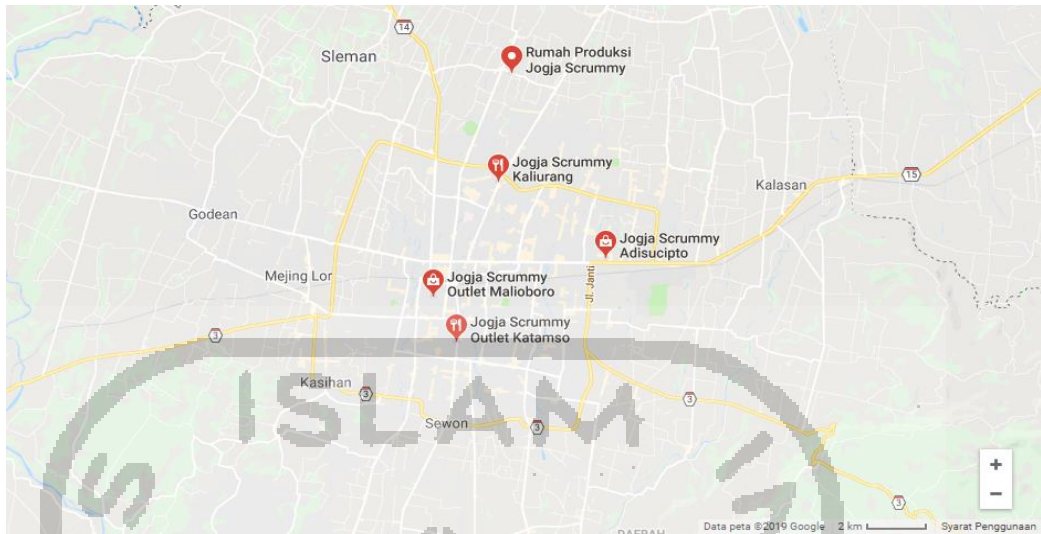 14
Sleman
Rumah Produksi
Jogja Scrummy
Jogja Scrummy
Kaliurang
15
Kalasan
Godean
Jogja Scrummy
Adisucipto
Mejing Lor
Jogja Scrummy
Outlet Malioboro
Jl. Janti
Jogja Scrummy
Outlet Katamso
3
Kasihan
3
ISLAM
3
Sewon
3
S
+
−
3
DAERAH
Data peta ©2019 Google
2 km
Syarat Penggunaan